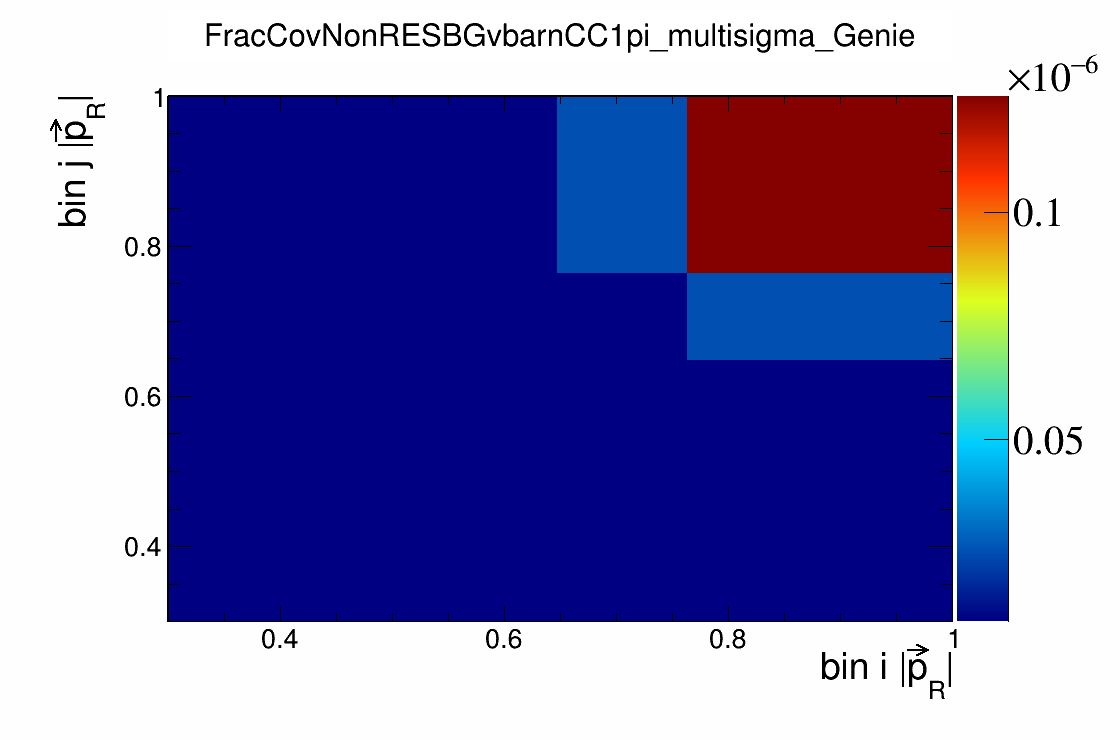 FracCovNonRESBGvbarnCC1pi_multisigma_Genie
×10⁻⁶
bin j |p⃗_R|
1
0.8
0.6
0.4
0.1
0.05
0.4 0.6 0.8 1
bin i |p⃗_R|